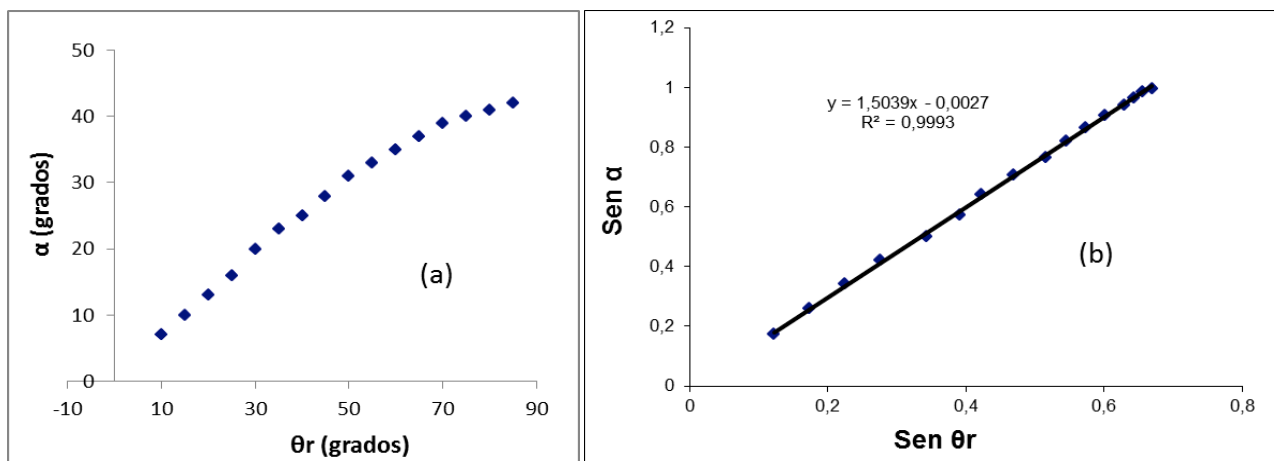 50
40
30
20
10
0
α (grados)
-10 10 30 50 70 90
θr (grados)
(a)
1,2
1
0,8
0,6
0,4
0,2
0
Sen α
y = 1,5039x - 0,0027
R² = 0,9993
(b)
0 0,2 0,4 0,6 0,8
Sen θr